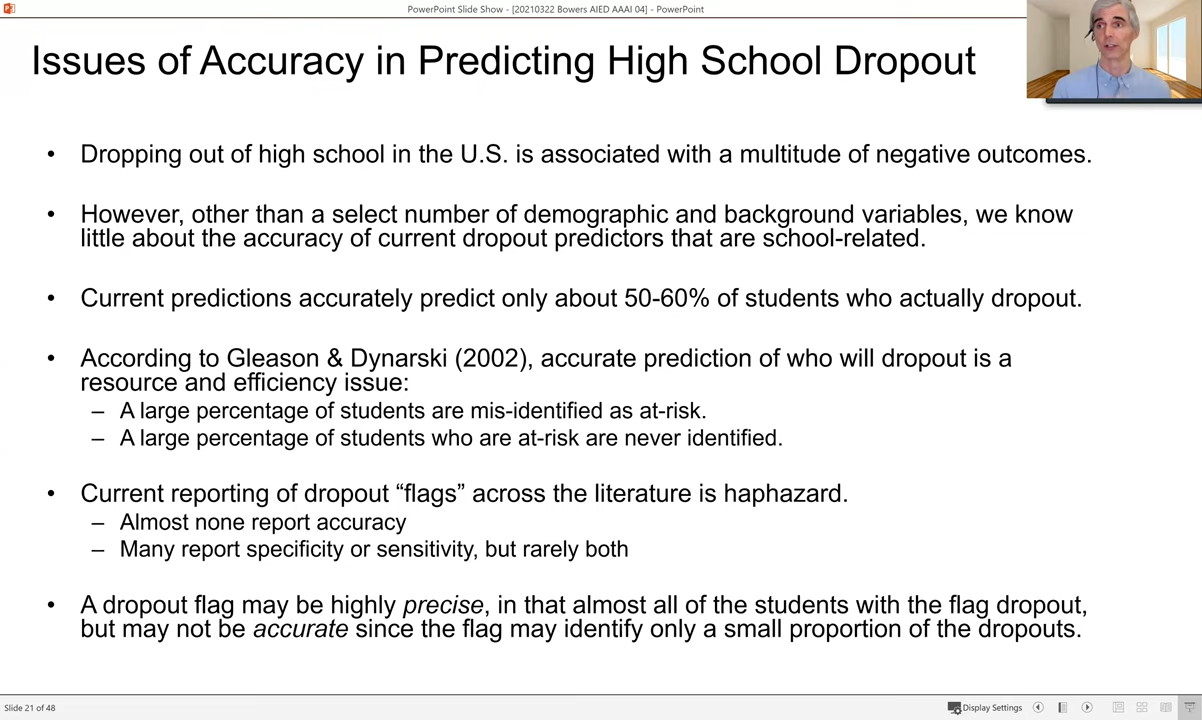 PowerPoint Slide Show - [20210322 Bowers AIED AAAI 04] - PowerPoint
Issues of Accuracy in Predicting High School Dropout
• Dropping out of high school in the U.S. is associated with a multitude of negative outcomes.
• However, other than a select number of demographic and background variables, we know
little about the accuracy of current dropout predictors that are school-related.
• Current predictions accurately predict only about 50-60% of students who actually dropout.
• According to Gleason & Dynarski (2002), accurate prediction of who will dropout is a
resource and efficiency issue:
– A large percentage of students are mis-identified as at-risk.
– A large percentage of students who are at-risk are never identified.
• Current reporting of dropout “flags” across the literature is haphazard.
– Almost none report accuracy
– Many report specificity or sensitivity, but rarely both
• A dropout flag may be highly precise, in that almost all of the students with the flag dropout,
but may not be accurate since the flag may identify only a small proportion of the dropouts.
Slide 21 of 48
Display Settings